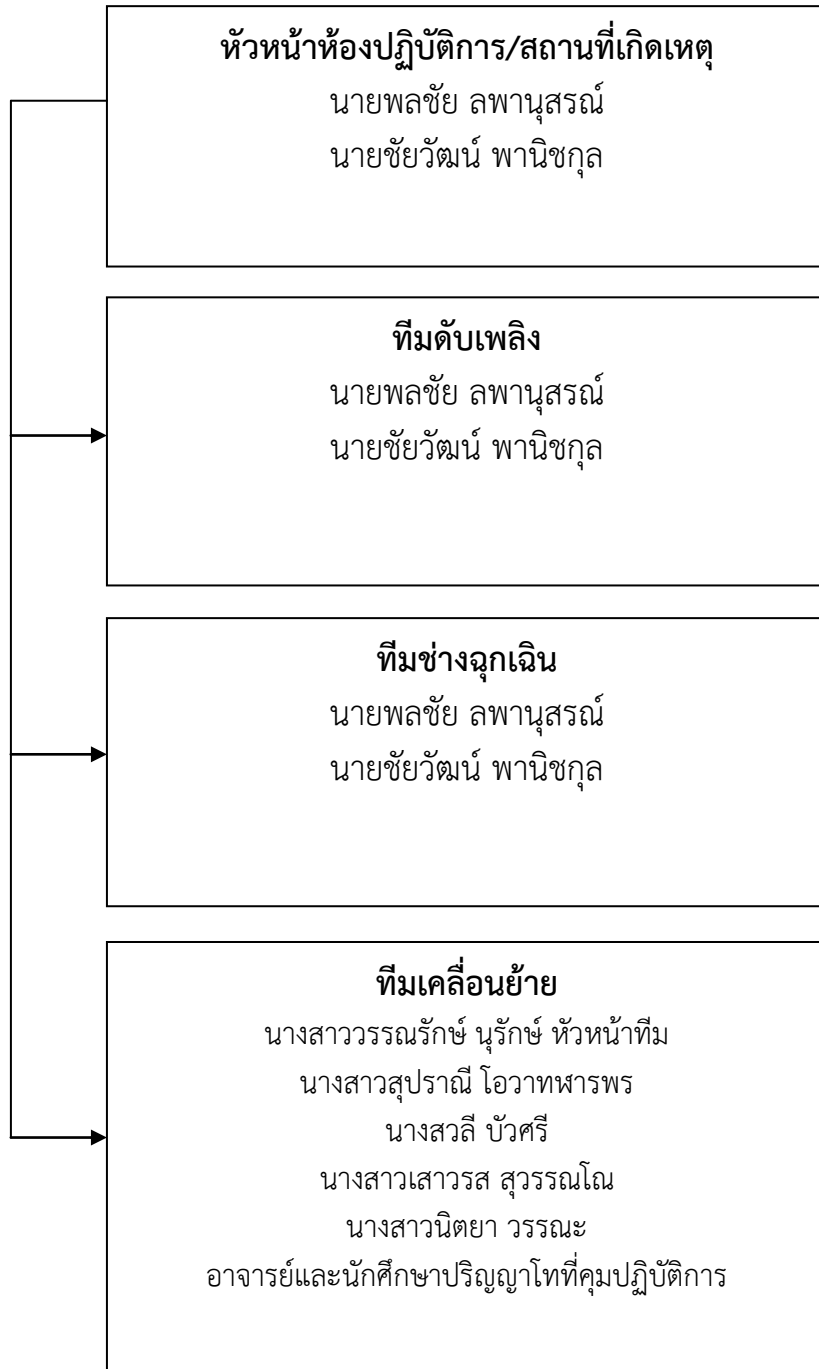 หัวหน้าห้องปฏิบัติการ/สถานที่เกิดเหตุ
นายพลชัย ลพานุสรณ์
นายชัยวัฒน์ พานิชกุล
ทีมดับเพลิง
นายพลชัย ลพานุสรณ์
นายชัยวัฒน์ พานิชกุล
ทีมช่างฉุกเฉิน
นายพลชัย ลพานุสรณ์
นายชัยวัฒน์ พานิชกุล
ทีมเคลื่อนย้าย
นางสาววรรณรักษ์ นุรักษ์ หัวหน้าทีม
นางสาวสุปราณี โอวาทฬารพร
นางสวลี บัวศรี
นางสาวเสาวรส สุวรรณโณ
นางสาวนิตยา วรรณะ
อาจารย์และนักศึกษาปริญญาโทที่คุมปฏิบัติการ